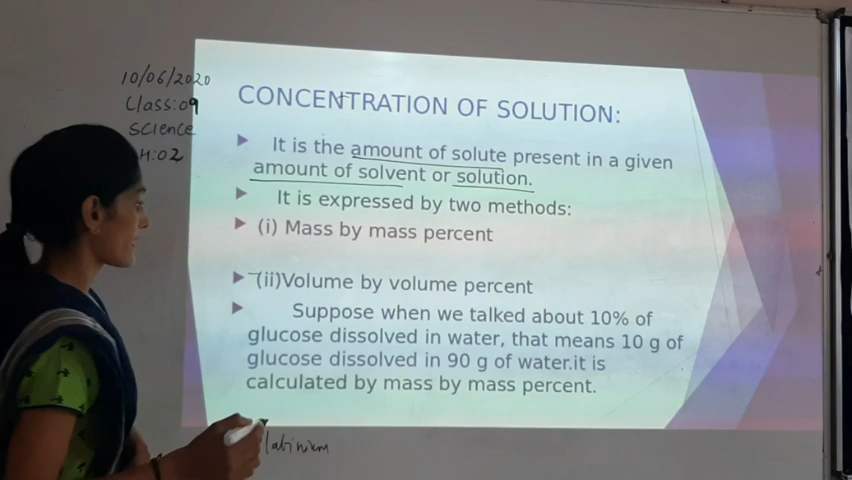 10/06/2020
Class:09
SCIENCE
H:02
CONCENTRATION OF SOLUTION:
It is the amount of solute present in a given
amount of solvent or solution.
It is expressed by two methods:
(i) Mass by mass percent
(ii)Volume by volume percent
Suppose when we talked about 10% of
glucose dissolved in water, that means 10 g of
glucose dissolved in 90 g of water.it is
calculated by mass by mass percent.